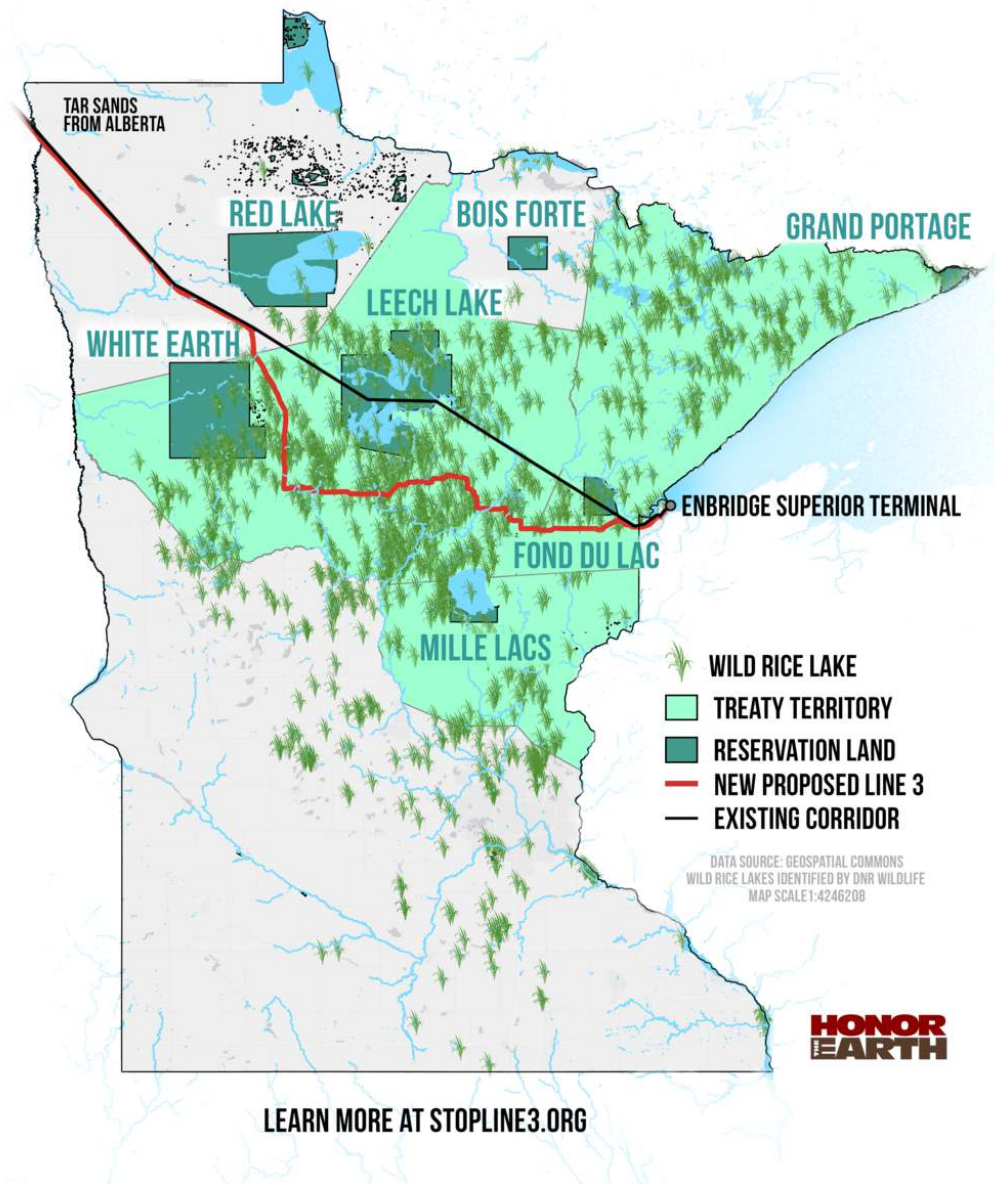 TAR SANDS
FROM ALBERTA
RED LAKE
BOIS FORTE
GRAND PORTAGE
LEECH LAKE
WHITE EARTH
ENBRIDGE SUPERIOR TERMINAL
FOND DU LAC
MILLE LACS
WILD RICE LAKE
TREATY TERRITORY
RESERVATION LAND
NEW PROPOSED LINE 3
EXISTING CORRIDOR
DATA SOURCE: GEOSPATIAL COMMONS
WILD RICE LAKES IDENTIFIED BY DNR WILDLIFE
MAP SCALE1:4246208
HONOR
THE EARTH
LEARN MORE AT STOPLINE3.ORG